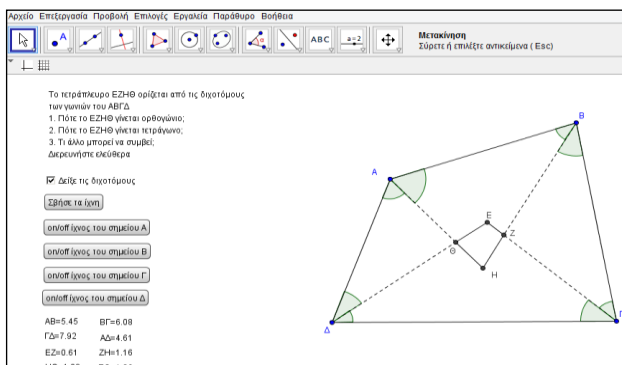 Αρχείο Επεξεργασία Προβολή Επιλογές Εργαλεία Παράθυρο Βοήθεια
A
ABC
a=2
Μετακίνηση
Σύρετε ή επιλέξτε αντικείμενα (Esc)
Το τετράπλευρο ΕΖΗΘ ορίζεται από τις διχοτόμους
των γωνιών του ΑΒΓΔ
1. Πότε το ΕΖΗΘ γίνεται ορθογώνιο;
2. Πότε το ΕΖΗΘ γίνεται τετράγωνο;
3. Τι άλλο μπορεί να συμβεί;
Διερευνήστε ελεύθερα
Δείξε τις διχοτόμους
Σβήσε τα ίχνη
on/off ίχνος του σημείου Α
on/off ίχνος του σημείου Β
on/off ίχνος του σημείου Γ
on/off ίχνος του σημείου Δ
ΑΒ=5.45 ΒΓ=6.08
ΓΔ=7.92 ΑΔ=4.61
ΕΖ=0.61 ΖΗ=1.16
Β
Α
Ε
Ζ
Θ
Η
Δ